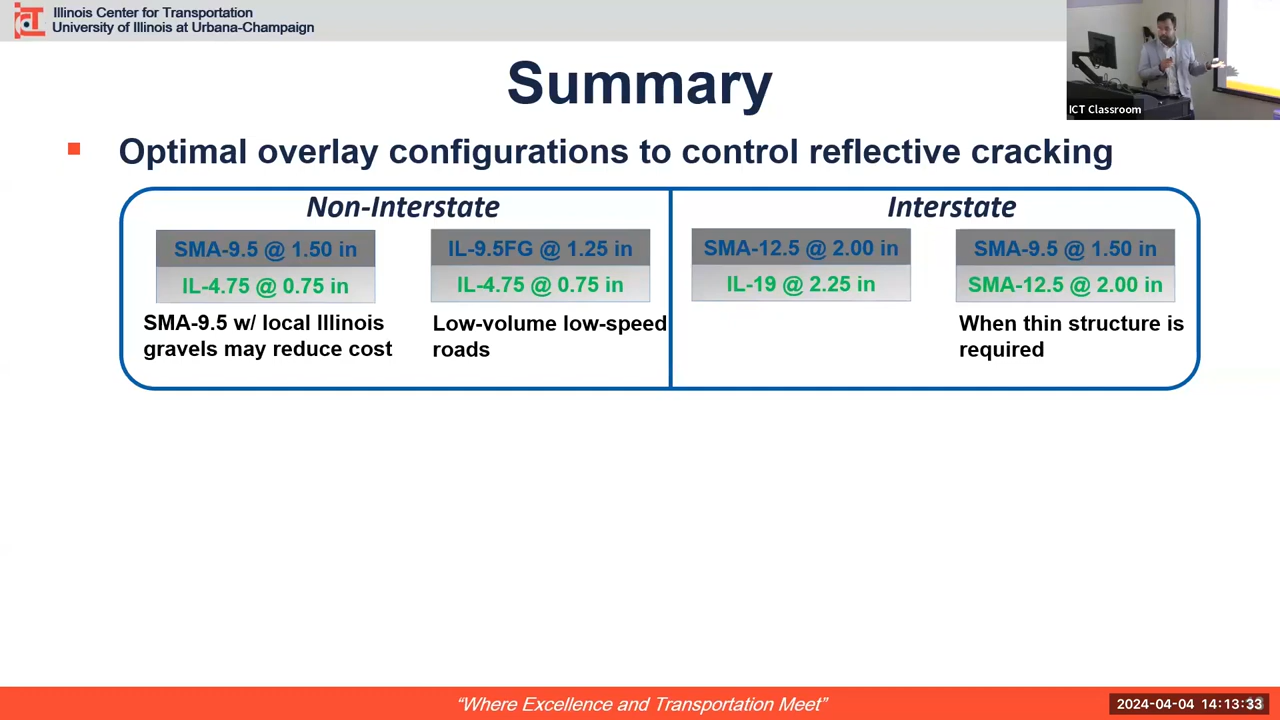 Illinois Center for Transportation
University of Illinois at Urbana-Champaign
ICT Classroom
Summary
Optimal overlay configurations to control reflective cracking
Non-Interstate
Interstate
SMA-9.5 @ 1.50 in
IL-4.75 @ 0.75 in
SMA-9.5 w/ local Illinois
gravels may reduce cost
IL-9.5FG @ 1.25 in
IL-4.75 @ 0.75 in
Low-volume low-speed
roads
SMA-12.5 @ 2.00 in
IL-19 @ 2.25 in
SMA-9.5 @ 1.50 in
SMA-12.5 @ 2.00 in
When thin structure is
required
“Where Excellence and Transportation Meet”
2024-04-04 14:13:33